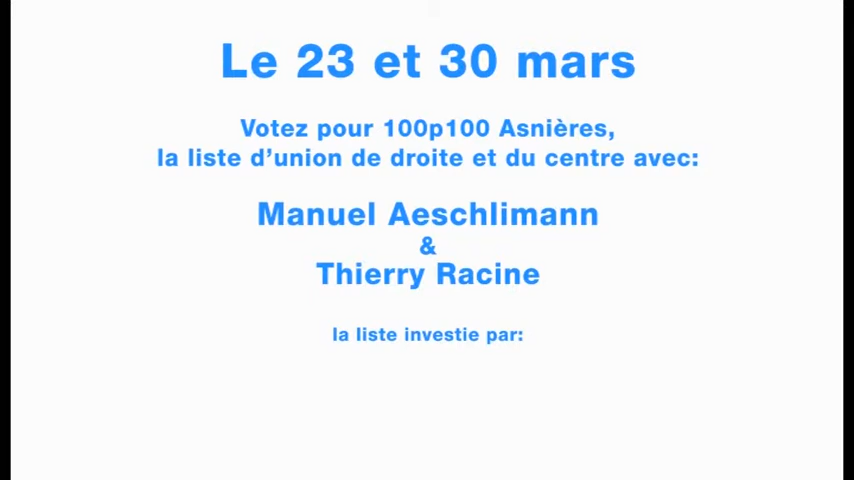 Le 23 et 30 mars
Votez pour 100p100 Asnières,
la liste d’union de droite et du centre avec:
Manuel Aeschlimann
&
Thierry Racine
la liste investie par: